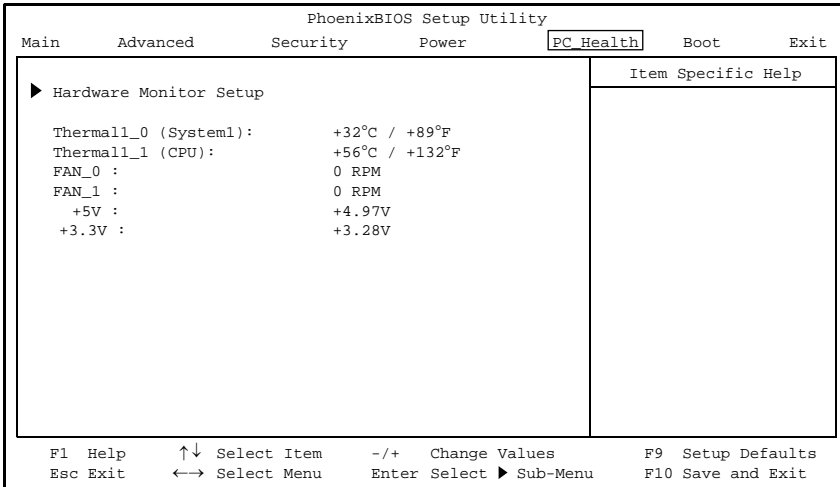 PhoenixBIOS Setup Utility
Main Advanced Security Power PC_Health Boot Exit
Item Specific Help
▶ Hardware Monitor Setup
Thermal1_0 (System1): +32°C / +89°F
Thermal1_1 (CPU): +56°C / +132°F
FAN_0 : 0 RPM
FAN_1 : 0 RPM
+5V : +4.97V
+3.3V : +3.28V
F1 Help ↑↓ Select Item -/+ Change Values F9 Setup Defaults
Esc Exit ←→ Select Menu Enter Select ▶ Sub-Menu F10 Save and Exit